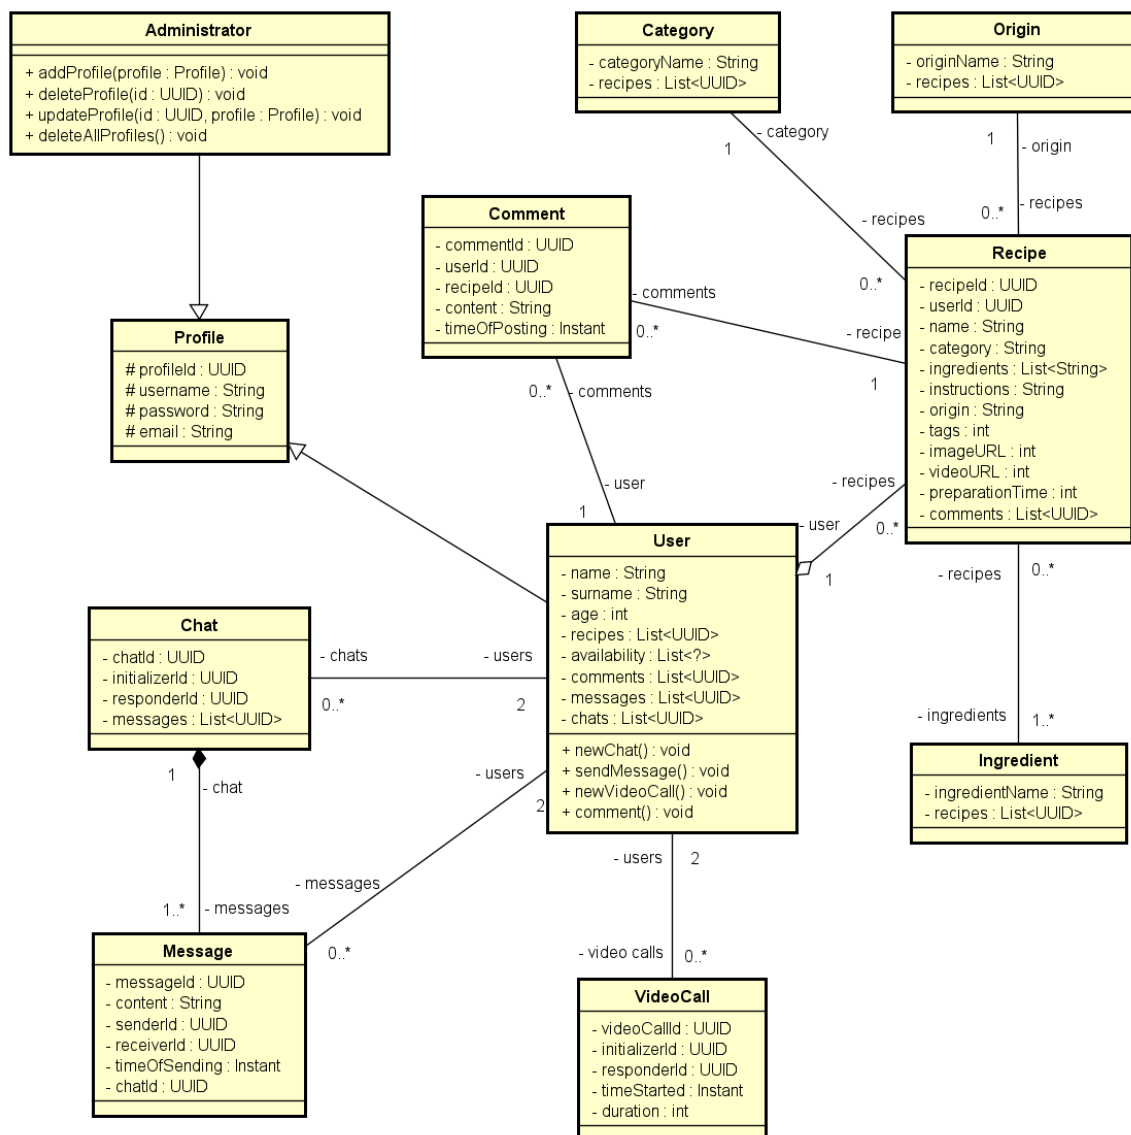 Administrator
+ addProfile(profile : Profile) : void
+ deleteProfile(id : UUID) : void
+ updateProfile(id : UUID, profile : Profile) : void
+ deleteAllProfiles() : void
Category
- categoryName : String
- recipes : List<UUID>
Origin
- originName : String
- recipes : List<UUID>
- category
1
- recipes
0..*
1
- origin
- recipes
0..*
Comment
- commentId : UUID
- userId : UUID
- recipeId : UUID
- content : String
- timeOfPosting : Instant
- comments
0..*
- recipe
1
Recipe
- recipeId : UUID
- userId : UUID
- name : String
- category : String
- ingredients : List<String>
- instructions : String
- origin : String
- tags : int
- imageURL : int
- videoURL : int
- preparationTime : int
- comments : List<UUID>
Profile
# profileId : UUID
# username : String
# password : String
# email : String
0..*
- comments
- user
1
- recipes
0..*
- user
1
User
- name : String
- surname : String
- age : int
- recipes : List<UUID>
- availability : List<?>
- comments : List<UUID>
- messages : List<UUID>
- chats : List<UUID>
+ newChat() : void
+ sendMessage() : void
+ newVideoCall() : void
+ comment() : void
- recipes
0..*
- ingredients
1..*
Ingredient
- ingredientName : String
- recipes : List<UUID>
Chat
- chatId : UUID
- initializerId : UUID
- responderId : UUID
- messages : List<UUID>
- chats
0..*
- users
2
1
- chat
1..*
- messages
- users
2
- messages
0..*
Message
- messageId : UUID
- content : String
- senderId : UUID
- receiverId : UUID
- timeOfSending : Instant
- chatId : UUID
- users
2
- video calls
0..*
VideoCall
- videoCallId : UUID
- initializerId : UUID
- responderId : UUID
- timeStarted : Instant
- duration : int